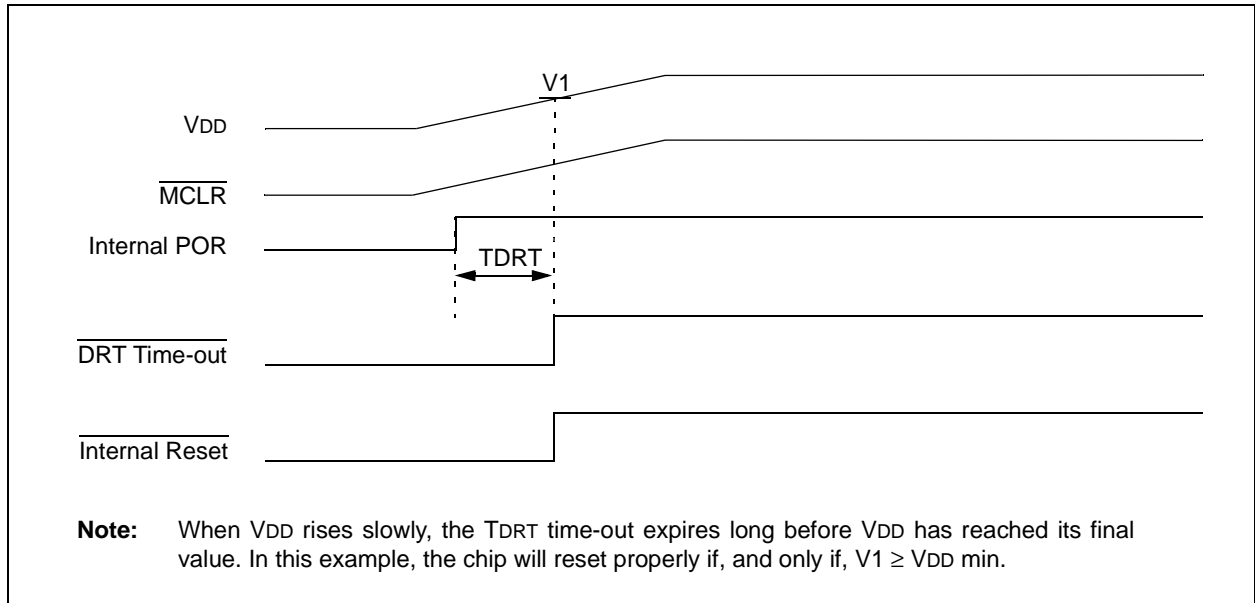 V1
VDD
MCLR
Internal POR
TDRT
DRT Time-out
Internal Reset
Note: When VDD rises slowly, the TDRT time-out expires long before VDD has reached its final
value. In this example, the chip will reset properly if, and only if, V1 ≥ VDD min.